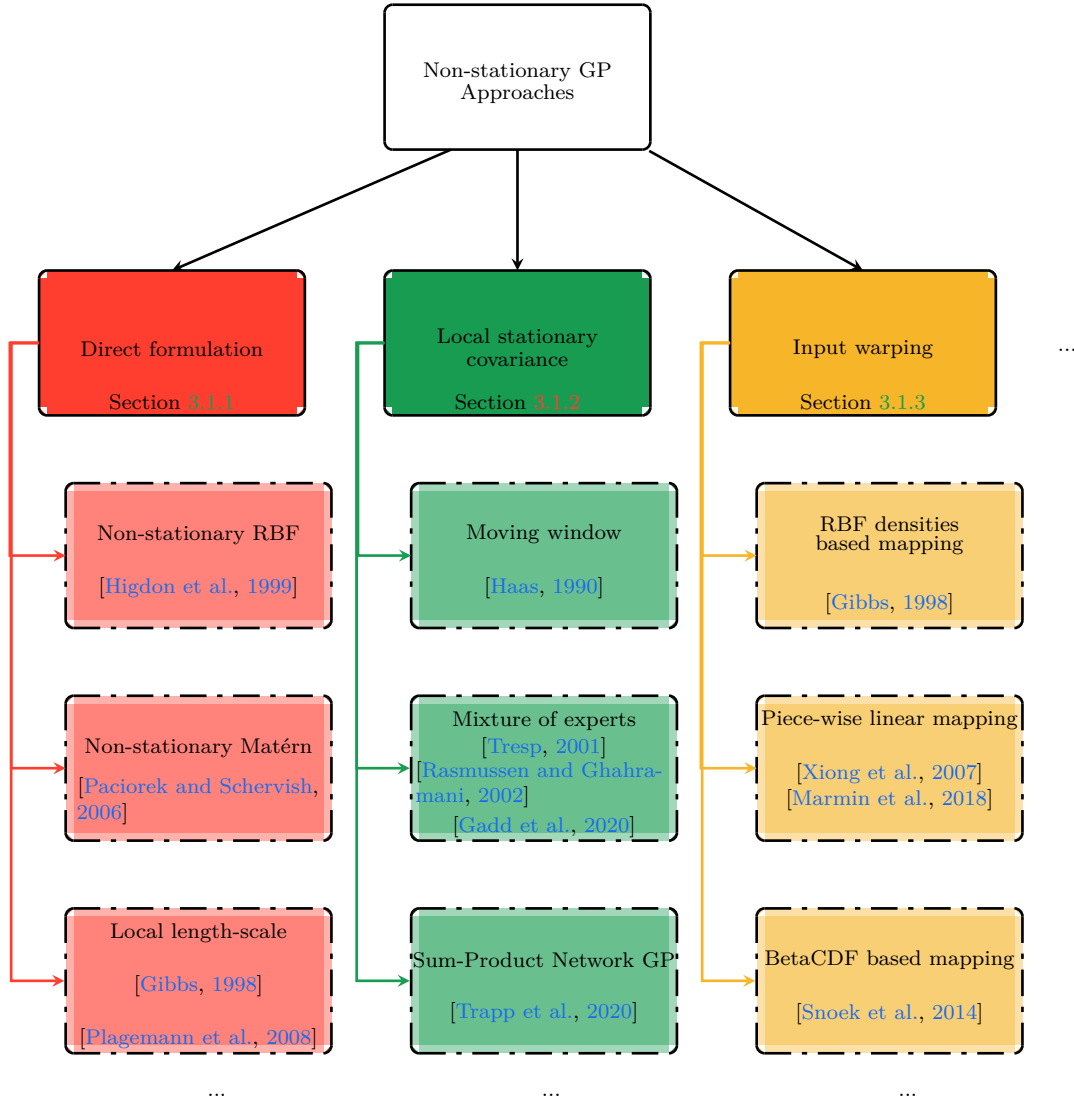 Non-stationary GP
Approaches
Direct formulation
Section 3.1.1
Local stationary
covariance
Section 3.1.2
Input warping
Section 3.1.3
...
Non-stationary RBF
[Higdon et al., 1999]
Moving window
[Haas, 1990]
RBF densities
based mapping
[Gibbs, 1998]
Non-stationary Matérn
[Paciorek and Schervish,
2006]
Mixture of experts
[Tresp, 2001]
[Rasmussen and Ghahra-
mani, 2002]
[Gadd et al., 2020]
Piece-wise linear mapping
[Xiong et al., 2007]
[Marmin et al., 2018]
Local length-scale
[Gibbs, 1998]
[Plagemann et al., 2008]
Sum-Product Network GP
[Trapp et al., 2020]
BetaCDF based mapping
[Snoek et al., 2014]
...
...
...